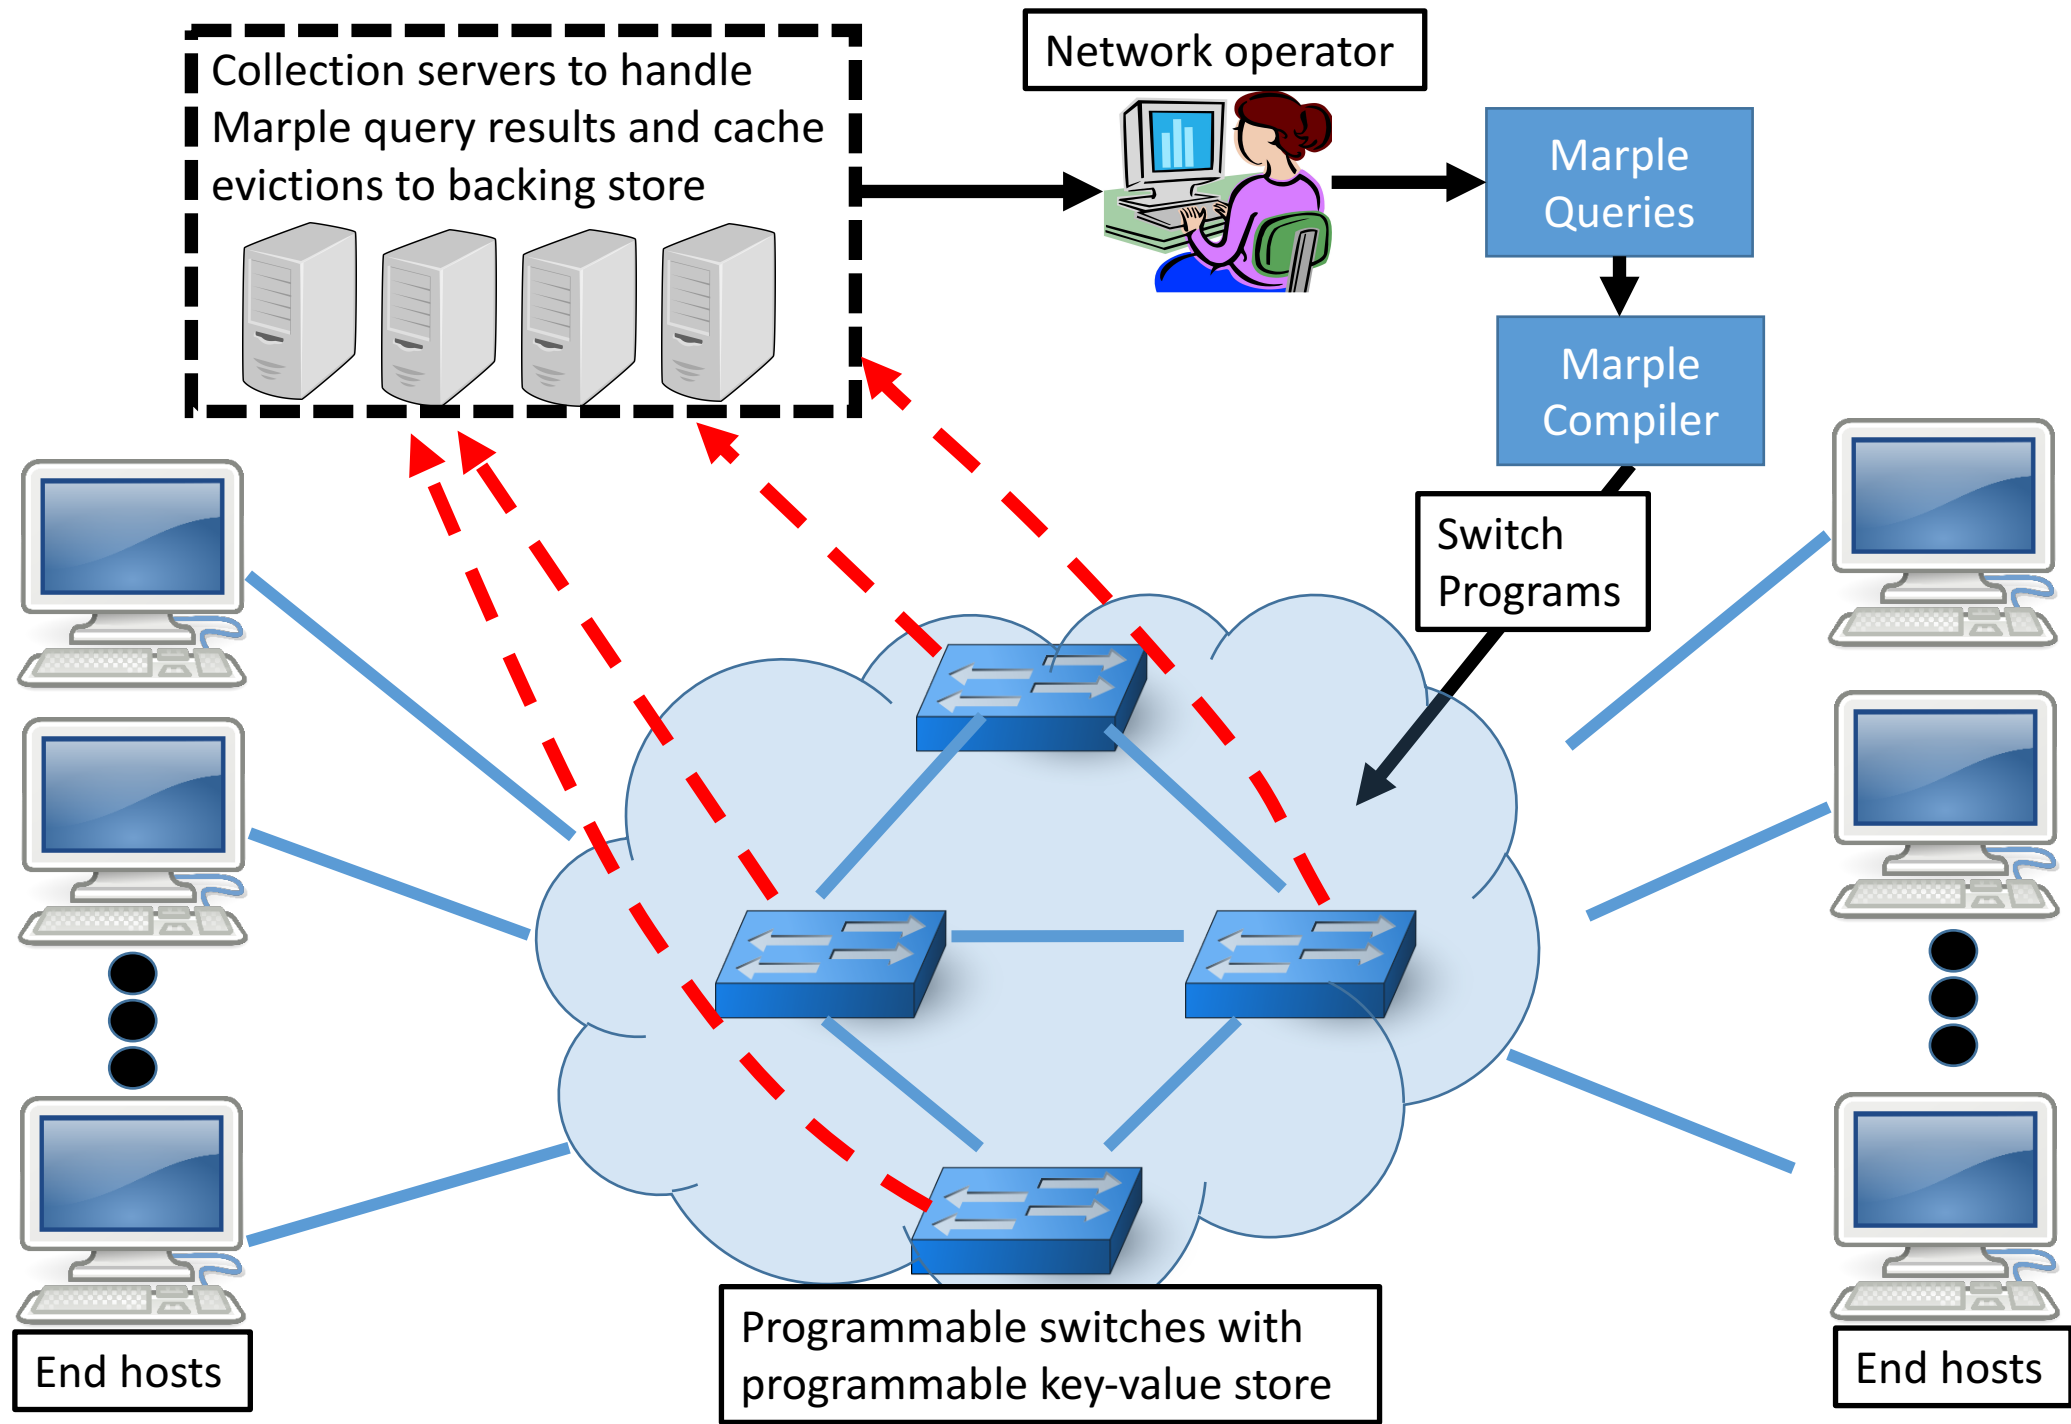 Collection servers to handle
Marple query results and cache
evictions to backing store
Network operator
Marple
Queries
Marple
Compiler
Switch
Programs
End hosts
Programmable switches with
programmable key-value store
End hosts